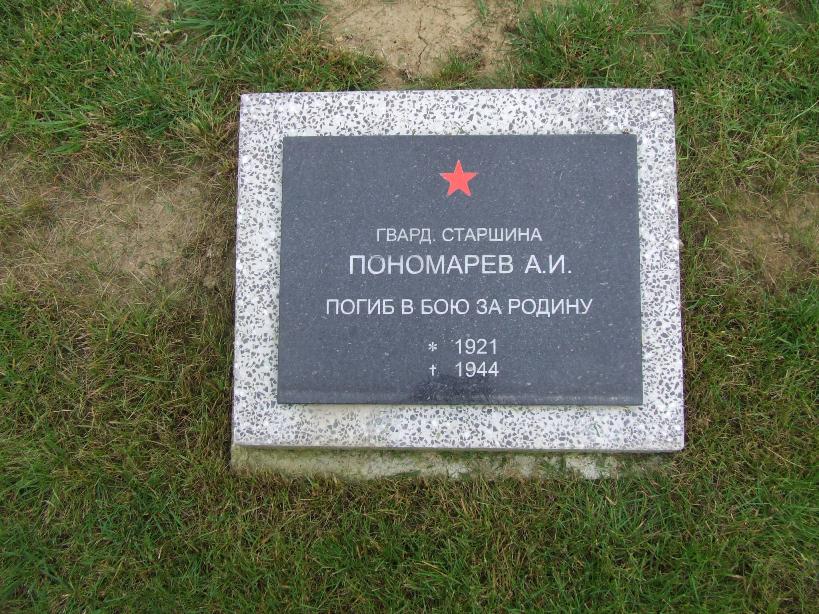 ГВАРД. СТАРШИНА
ПОНОМАРЕВ А.И.
ПОГИБ В БОЮ ЗА РОДИНУ
* 1921
† 1944